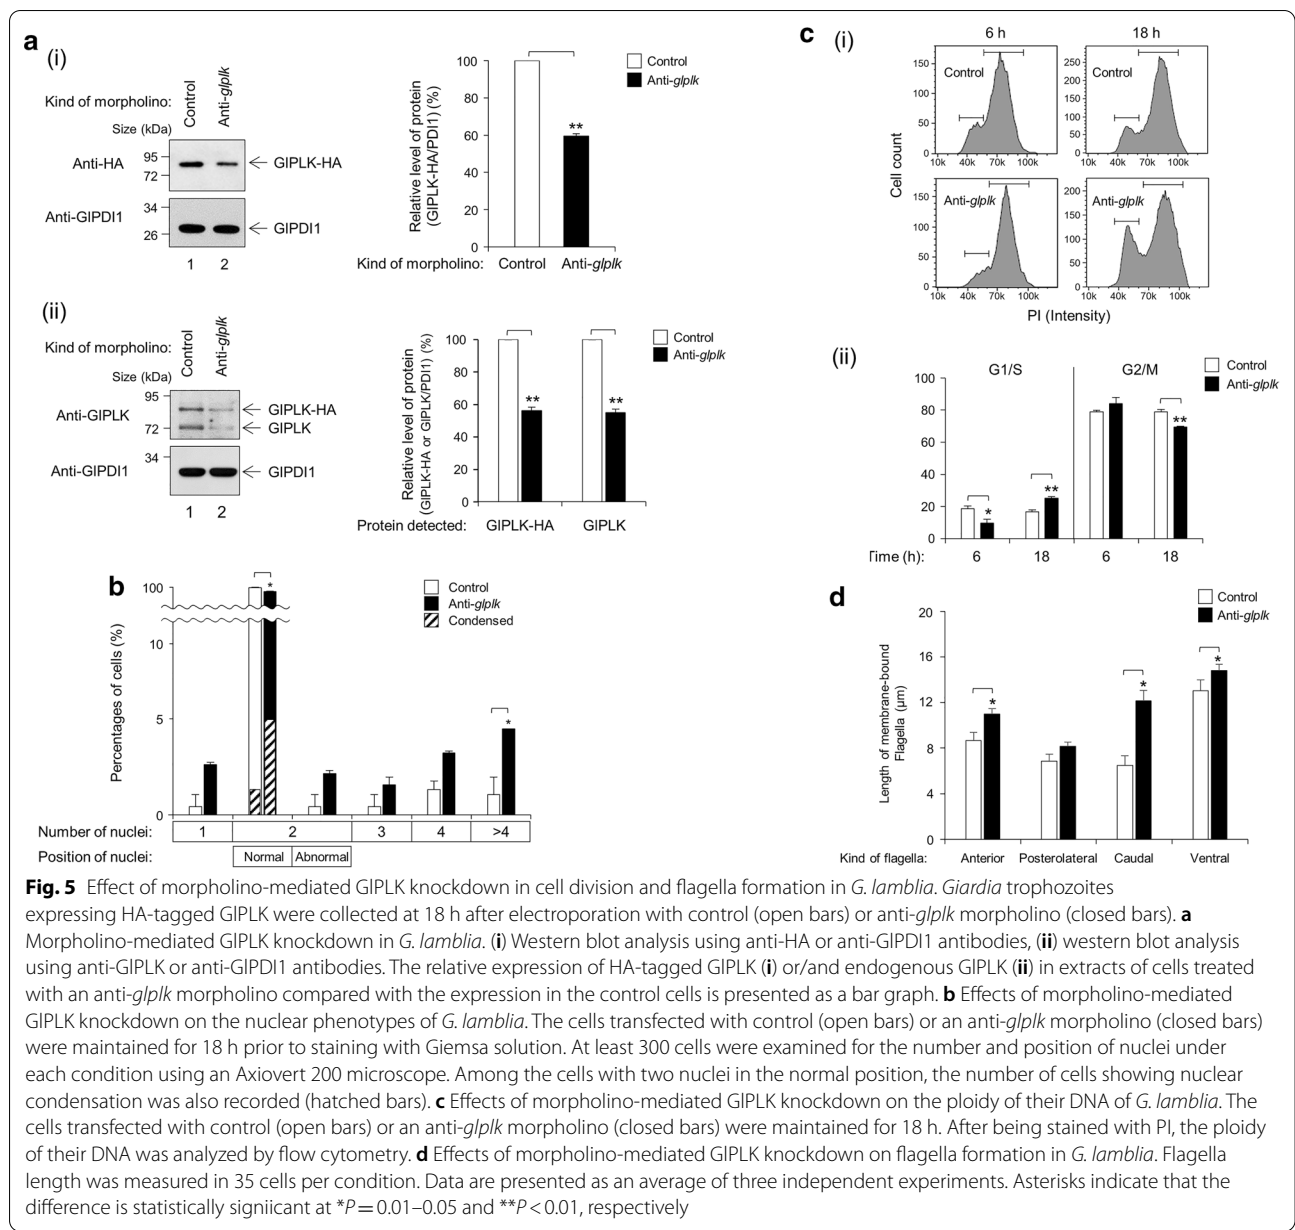 a
(i)
Kind of morpholino:
Control
Anti-glplk
Size (kDa)
Anti-HA
95
72
GlPLK-HA
Anti-GlPDI1
34
26
GlPDI1
1 2
Relative level of protein
(GlPLK-HA/PDI1) (%)
100
80
60
40
20
0
**
Control
Anti-glplk
Kind of morpholino: Control Anti-glplk
(ii)
Kind of morpholino:
Control
Anti-glplk
Size (kDa)
Anti-GlPLK
95
72
GlPLK-HA
GlPLK
Anti-GlPDI1
34
GlPDI1
1 2
Relative level of protein
(GlPLK-HA or GlPLK/PDI1) (%)
100
80
60
40
20
0
** **
Control
Anti-glplk
Protein detected: GlPLK-HA GlPLK
b
Percentages of cells (%)
100
10
5
0
*
*
Control
Anti-glplk
Condensed
Number of nuclei: 1 2 3 4 >4
Position of nuclei: Normal Abnormal
c
(i)
6 h 18 h
Cell count
Control
150
100
50
0
10k 40k 70k 100k
Control
250
200
150
100
50
0
10k 40k 70k 100k
Anti-glplk
150
100
50
0
10k 40k 70k 100k
Anti-glplk
200
150
100
50
0
10k 40k 70k 100k
PI (Intensity)
(ii)
G1/S G2/M
Control
Anti-glplk
100
80
60
40
20
0
* ** **
Time (h): 6 18 6 18
d
Control
Anti-glplk
Length of membrane-bound
Flagella (µm)
20
16
12
8
4
0
* * *
Kind of flagella: Anterior Posterolateral Caudal Ventral
Fig. 5 Effect of morpholino-mediated GlPLK knockdown in cell division and flagella formation in G. lamblia. Giardia trophozoites
expressing HA-tagged GlPLK were collected at 18 h after electroporation with control (open bars) or anti-glplk morpholino (closed bars). a
Morpholino-mediated GlPLK knockdown in G. lamblia. (i) Western blot analysis using anti-HA or anti-GlPDI1 antibodies, (ii) western blot analysis
using anti-GlPLK or anti-GlPDI1 antibodies. The relative expression of HA-tagged GlPLK (i) or/and endogenous GlPLK (ii) in extracts of cells treated
with an anti-glplk morpholino compared with the expression in the control cells is presented as a bar graph. b Effects of morpholino-mediated
GlPLK knockdown on the nuclear phenotypes of G. lamblia. The cells transfected with control (open bars) or an anti-glplk morpholino (closed bars)
were maintained for 18 h prior to staining with Giemsa solution. At least 300 cells were examined for the number and position of nuclei under
each condition using an Axiovert 200 microscope. Among the cells with two nuclei in the normal position, the number of cells showing nuclear
condensation was also recorded (hatched bars). c Effects of morpholino-mediated GlPLK knockdown on the ploidy of their DNA of G. lamblia. The
cells transfected with control (open bars) or an anti-glplk morpholino (closed bars) were maintained for 18 h. After being stained with PI, the ploidy
of their DNA was analyzed by flow cytometry. d Effects of morpholino-mediated GlPLK knockdown on flagella formation in G. lamblia. Flagella
length was measured in 35 cells per condition. Data are presented as an average of three independent experiments. Asterisks indicate that the
difference is statistically signiicant at *P = 0.01–0.05 and **P < 0.01, respectively